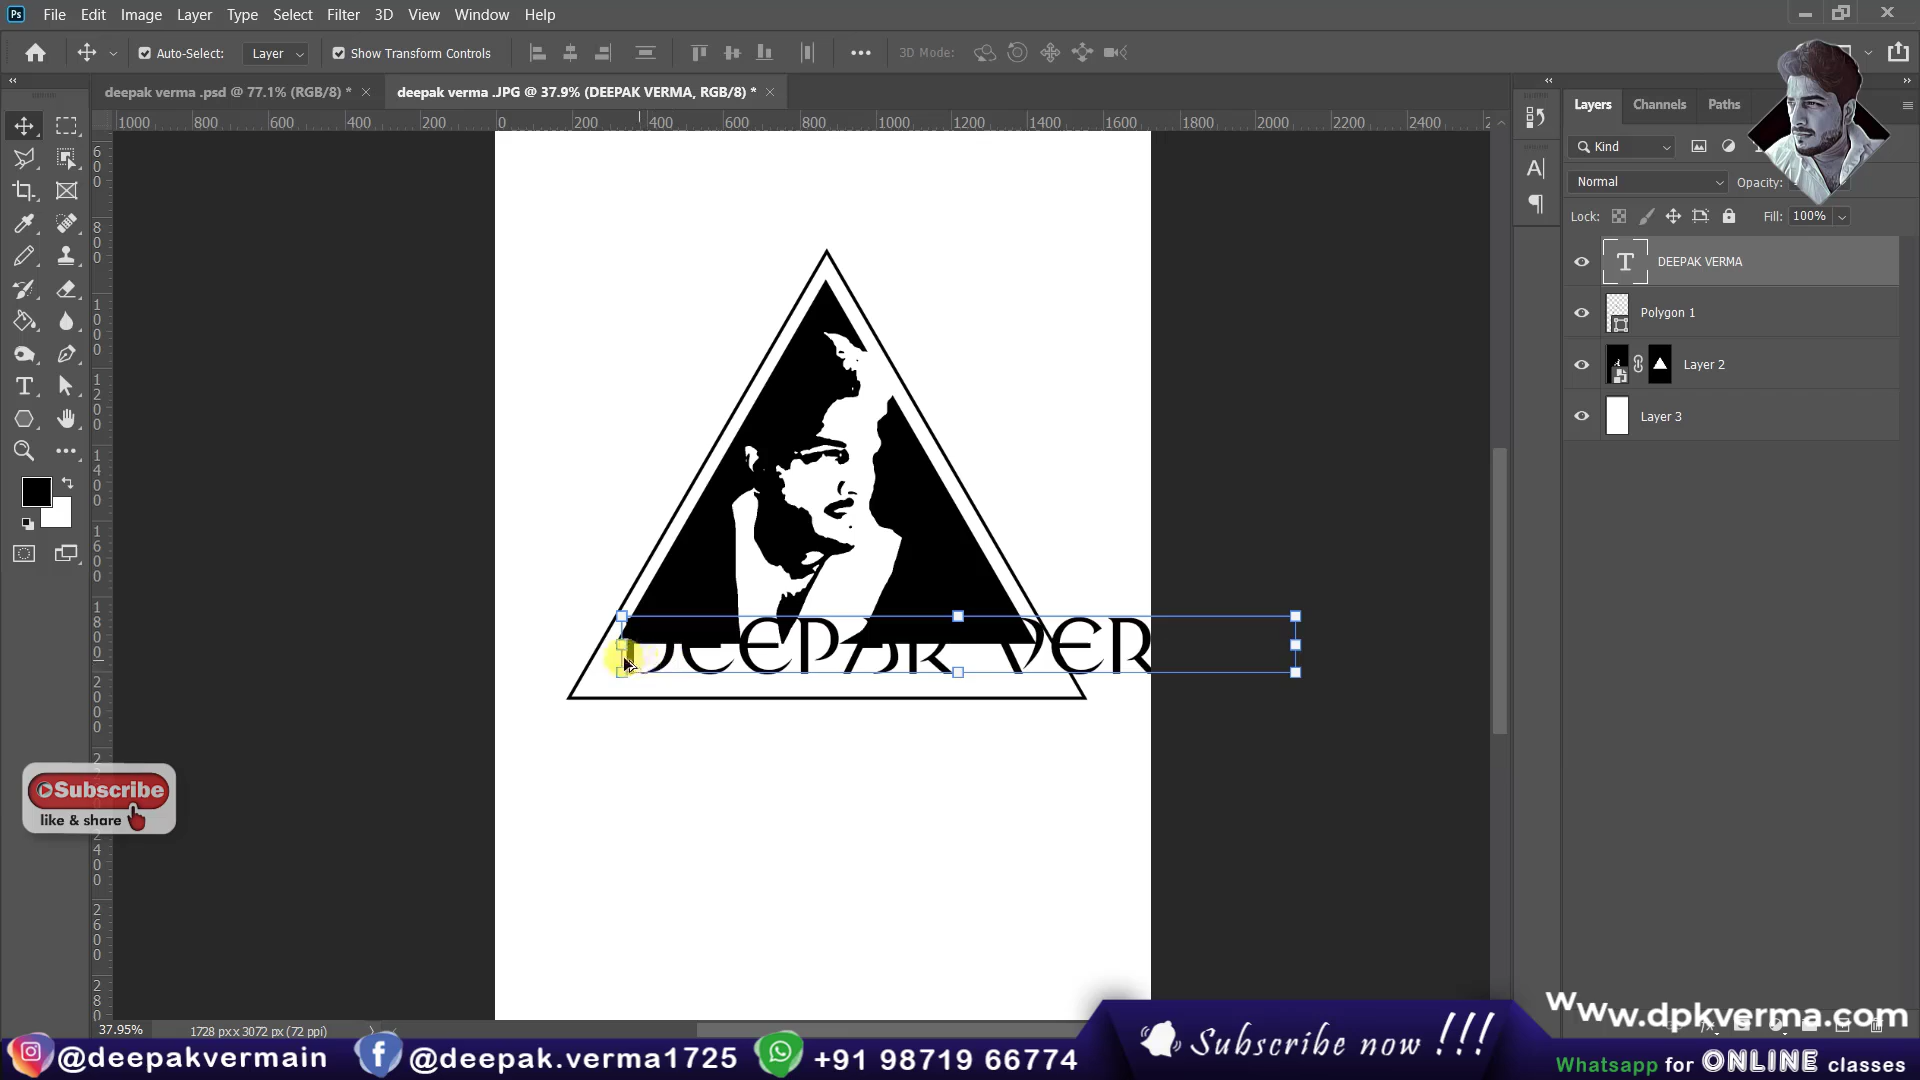 File Edit Image Layer Type Select Filter 3D View Window Help
Auto-Select: Layer Show Transform Controls 3D Mode:
deepak verma .psd @ 77.1% (RGB/8) *
deepak verma .JPG @ 37.9% (DEEPAK VERMA, RGB/8) *
1000 800 600 400 200 0 200 400 600 800 1000 1200 1400 1600 1800 2000 2200 2400
Layers Channels Paths
Kind
Normal Opacity:
Lock: Fill: 100%
DEEPAK VERMA
Polygon 1
Layer 2
Layer 3
DEEPAK VER
Subscribe
like & share
37.95% 1728 px x 3072 px (72 ppi)
@deepakvermain @deepak.verma1725 +91 98719 66774
Subscribe now !!!
www.dpkverma.com
Whatsapp for ONLINE classes